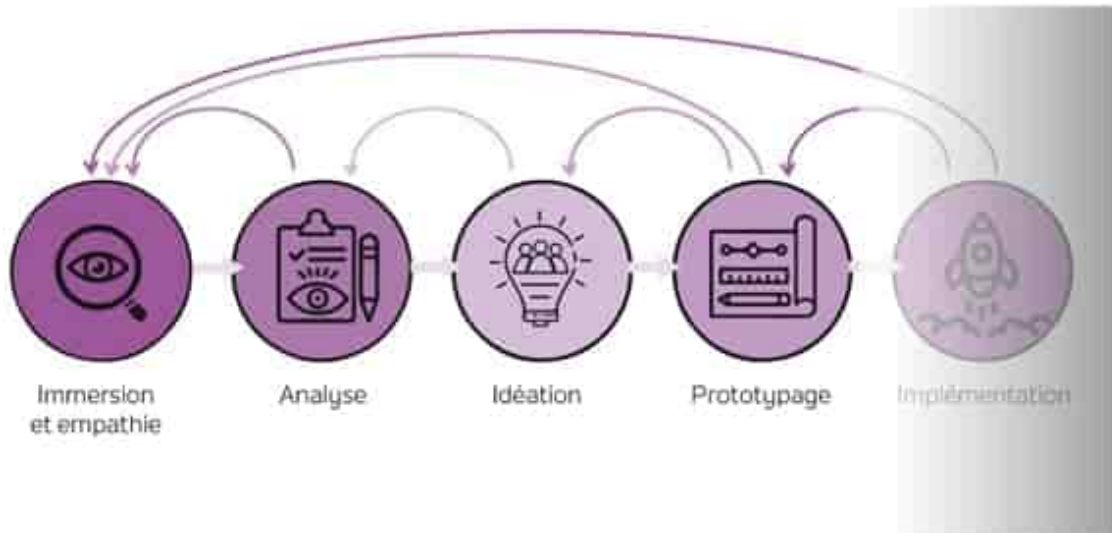 Immersion
et empathie
Analyse
Idéation
Prototypage
Implémentation